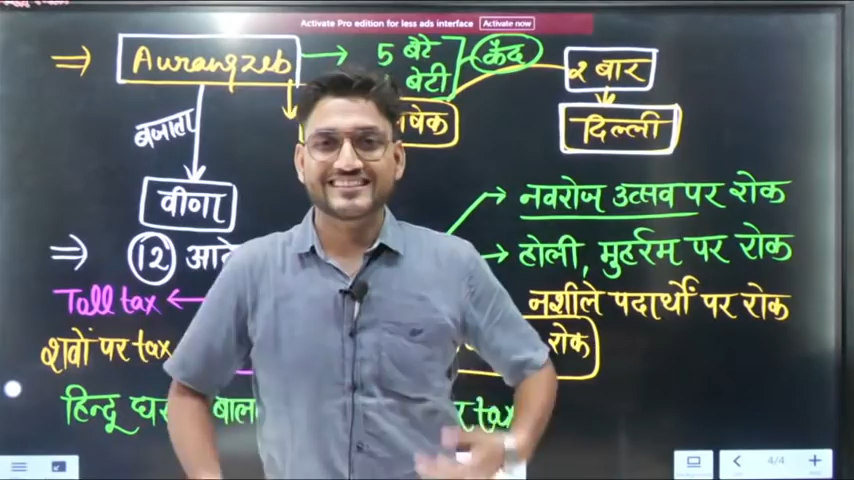 Activate Pro edition for less ads interface Activate now
⇒ Aurangzeb → 5 बेटे कैद 2 बार
बेटी
दिल्ली
बजाता
वीणा
नवरोज उत्सव पर रोक
⇒ 12
होली, मुहर्रम पर रोक
Tall tax
नशीले पदार्थों पर रोक
शवों पर tax
रोक
हिन्दू
tax
4/4